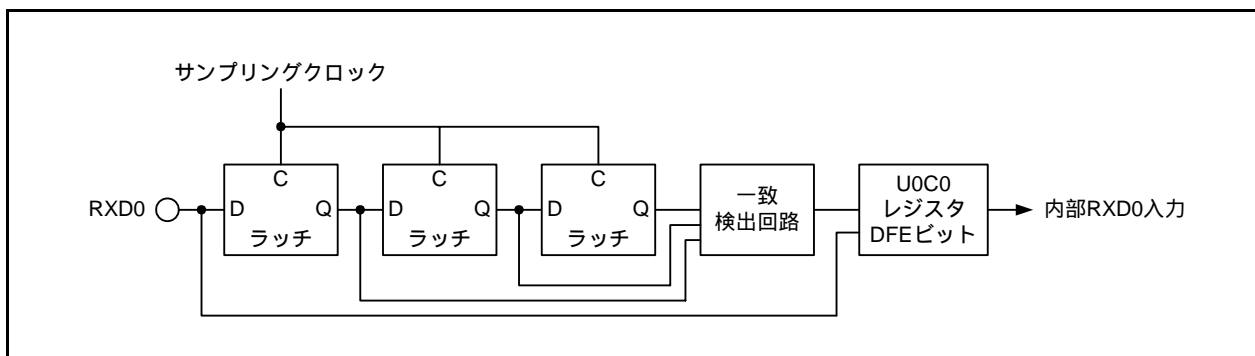 サンプリングクロック
RXD0
C
D
Q
ラッチ
C
D
Q
ラッチ
C
D
Q
ラッチ
一致
検出回路
U0C0
レジスタ
DFEビット
内部RXD0入力